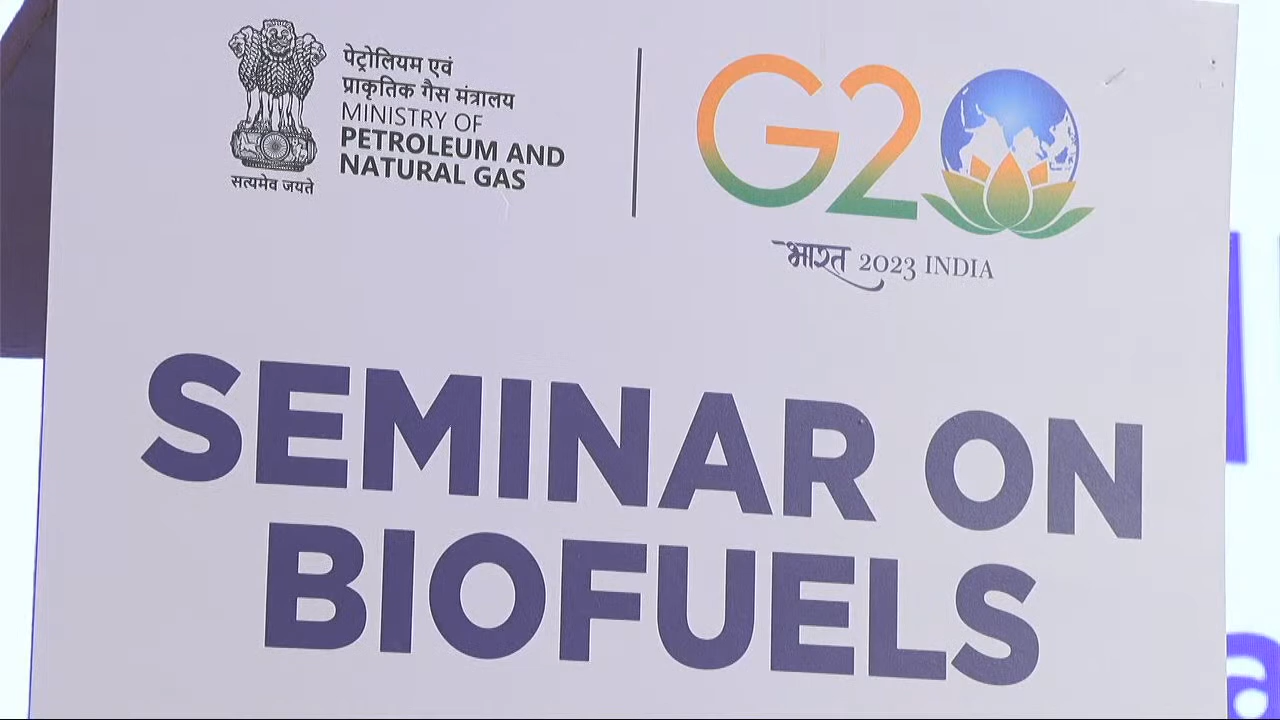 पेट्रोलियम एवं
प्राकृतिक गैस मंत्रालय
MINISTRY OF
PETROLEUM AND
NATURAL GAS
सत्यमेव जयते
G20
भारत 2023 INDIA
SEMINAR ON
BIOFUELS